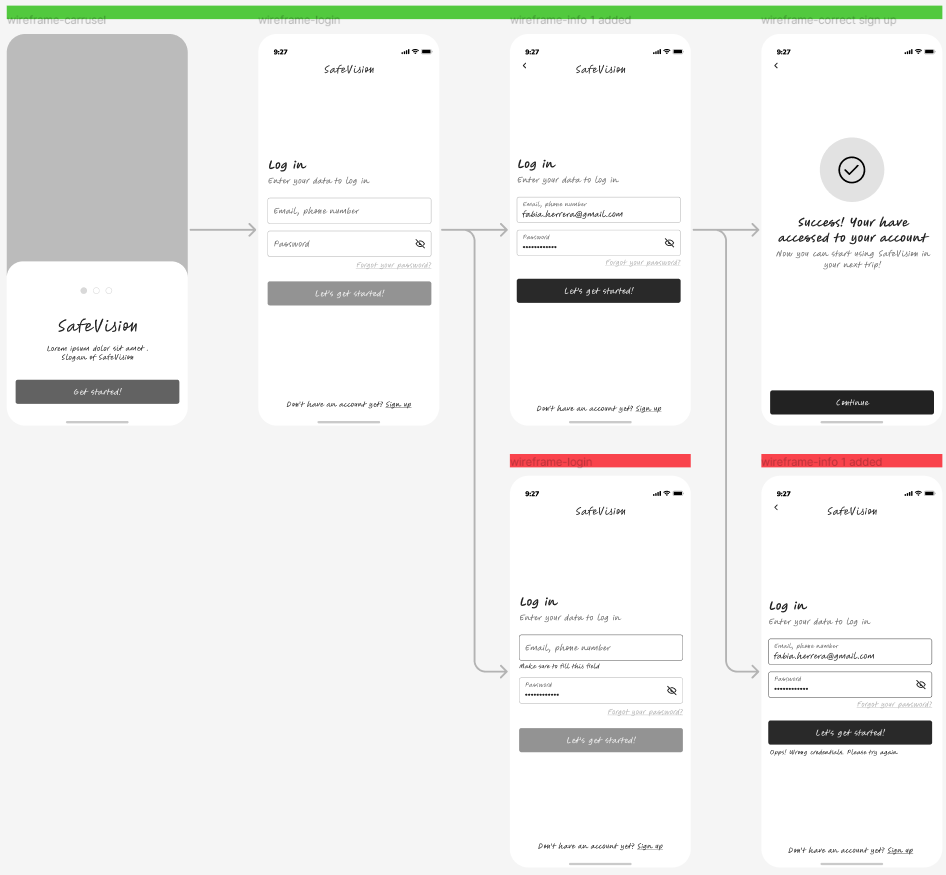 wireframe-carrusel
wireframe-login
wireframe-info 1 added
wireframe-correct sign up
SafeVision
Lorem ipsum dolor sit amet .
Slogan of SafeVision
Get started!
9:27
SafeVision
Log in
Enter your data to log in
Email, phone number
Password
Forgot your password?
Let's get started!
Don't have an account yet? Sign up
9:27
SafeVision
Log in
Enter your data to log in
Email, phone number
fabia.herrera@gmail.com
Password
••••••••••••
Forgot your password?
Let's get started!
Don't have an account yet? Sign up
9:27
Success! Your have
accessed to your account
Now you can start using SafeVision in
your next trip!
Continue
wireframe-login
9:27
SafeVision
Log in
Enter your data to log in
Email, phone number
Make sure to fill this field
Password
••••••••••••
Forgot your password?
Let's get started!
Don't have an account yet? Sign up
wireframe-info 1 added
9:27
SafeVision
Log in
Enter your data to log in
Email, phone number
fabia.herrera@gmail.com
Password
••••••••••••
Forgot your password?
Let's get started!
Opps! Wrong credentials. Please try again.
Don't have an account yet? Sign up